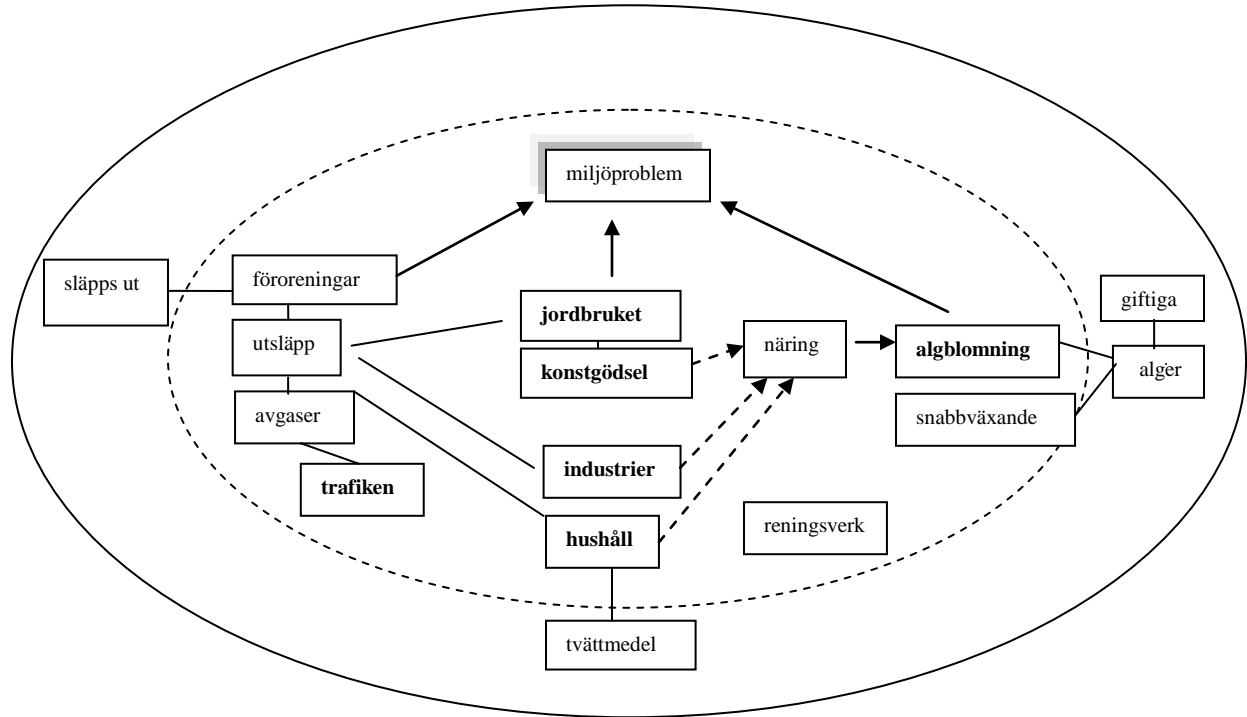 miljöproblem
släpps ut
föroreningar
utsläpp
avgaser
trafiken
jordbruket
konstgödsel
industrier
hushåll
tvättmedel
näring
reningsverk
algblomning
snabbväxande
giftiga
alger